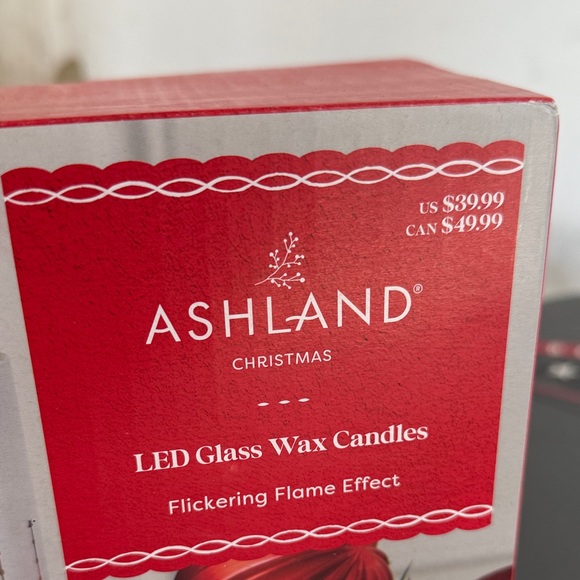 US $39.99
CAN $49.99
ASHLAND®
CHRISTMAS
LED Glass Wax Candles
Flickering Flame Effect